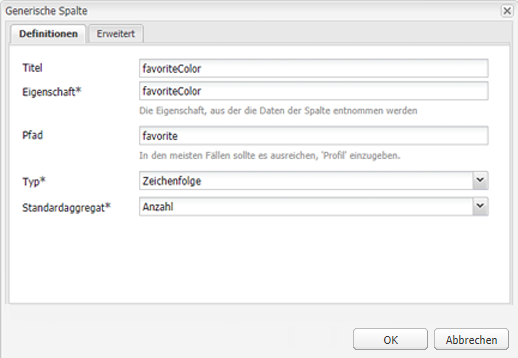 Generische Spalte
Definitionen Erweitert
Titel favoriteColor
Eigenschaft* favoriteColor
Die Eigenschaft, aus der die Daten der Spalte entnommen werden
Pfad favorite
In den meisten Fällen sollte es ausreichen, 'Profil' einzugeben.
Typ* Zeichenfolge
Standardaggregat* Anzahl
OK Abbrechen